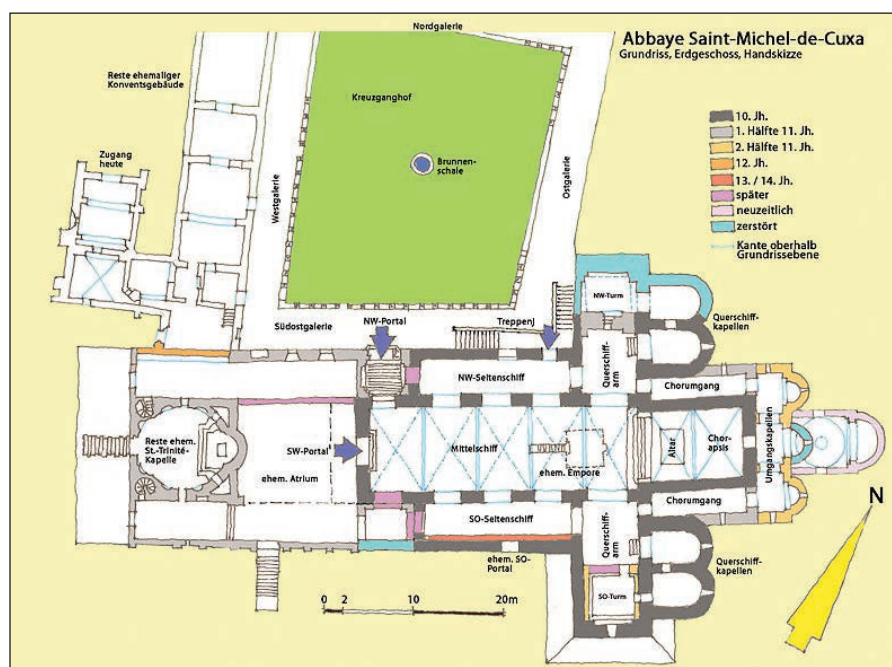 Nordgalerie
Abbaye Saint-Michel-de-Cuxa
Grundriss, Erdgeschoss, Handskizze
Reste ehemaliger
Konventsgebäude
Kreuzganghof
10. Jh.
1. Hälfte 11. Jh.
2. Hälfte 11. Jh.
12. Jh.
13. / 14. Jh.
später
neuzeitlich
zerstört
Kante oberhalb
Grundrissebene
Zugang
heute
Brunnen-
schale
Westgalerie
Ostgalerie
Südostgalerie
NW-Portal
Treppen
NW-Turm
Querschiff-
kapellen
NW-Seitenschiff
Querschiff-
arm
Chorumgang
Reste ehem.
St.-Trinité-
Kapelle
SW-Portal
ehem. Atrium
Mittelschiff
ehem. Empore
Altar
Chor-
apsis
Umgangskapellen
SO-Seitenschiff
Querschiff-
arm
Chorumgang
N
ehem. SO-
Portal
Querschiff-
kapellen
SO-Turm
0 2 10 20m